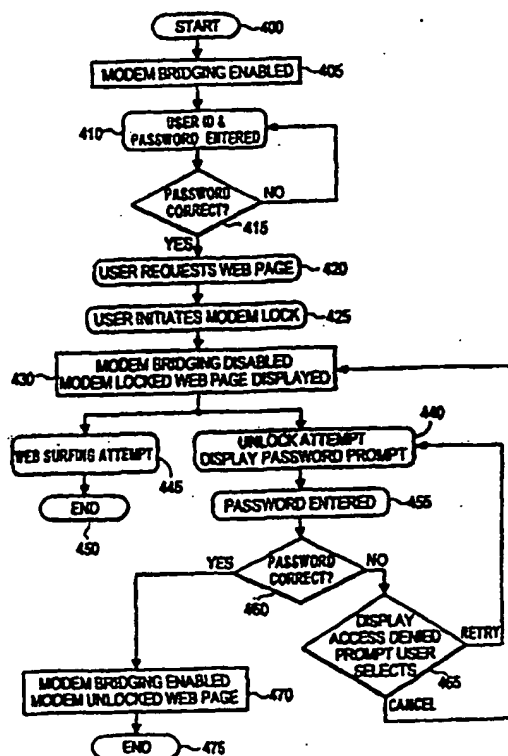 START
400
MODEM BRIDGING ENABLED
405
410
USER ID &
PASSWORD ENTERED
PASSWORD
CORRECT?
NO
415
YES
USER REQUESTS WEB PAGE
420
USER INITIATES MODEM LOCK
425
430
MODEM BRIDGING DISABLED
MODEM LOCKED WEB PAGE DISPLAYED
WEB SURFING ATTEMPT
445
END
450
440
UNLOCK ATTEMPT
DISPLAY PASSWORD PROMPT
PASSWORD ENTERED
455
YES
PASSWORD
CORRECT?
NO
460
DISPLAY
ACCESS DENIED
PROMPT USER
SELECTS
465
RETRY
CANCEL
MODEM BRIDGING ENABLED
MODEM UNLOCKED WEB PAGE
470
END
475